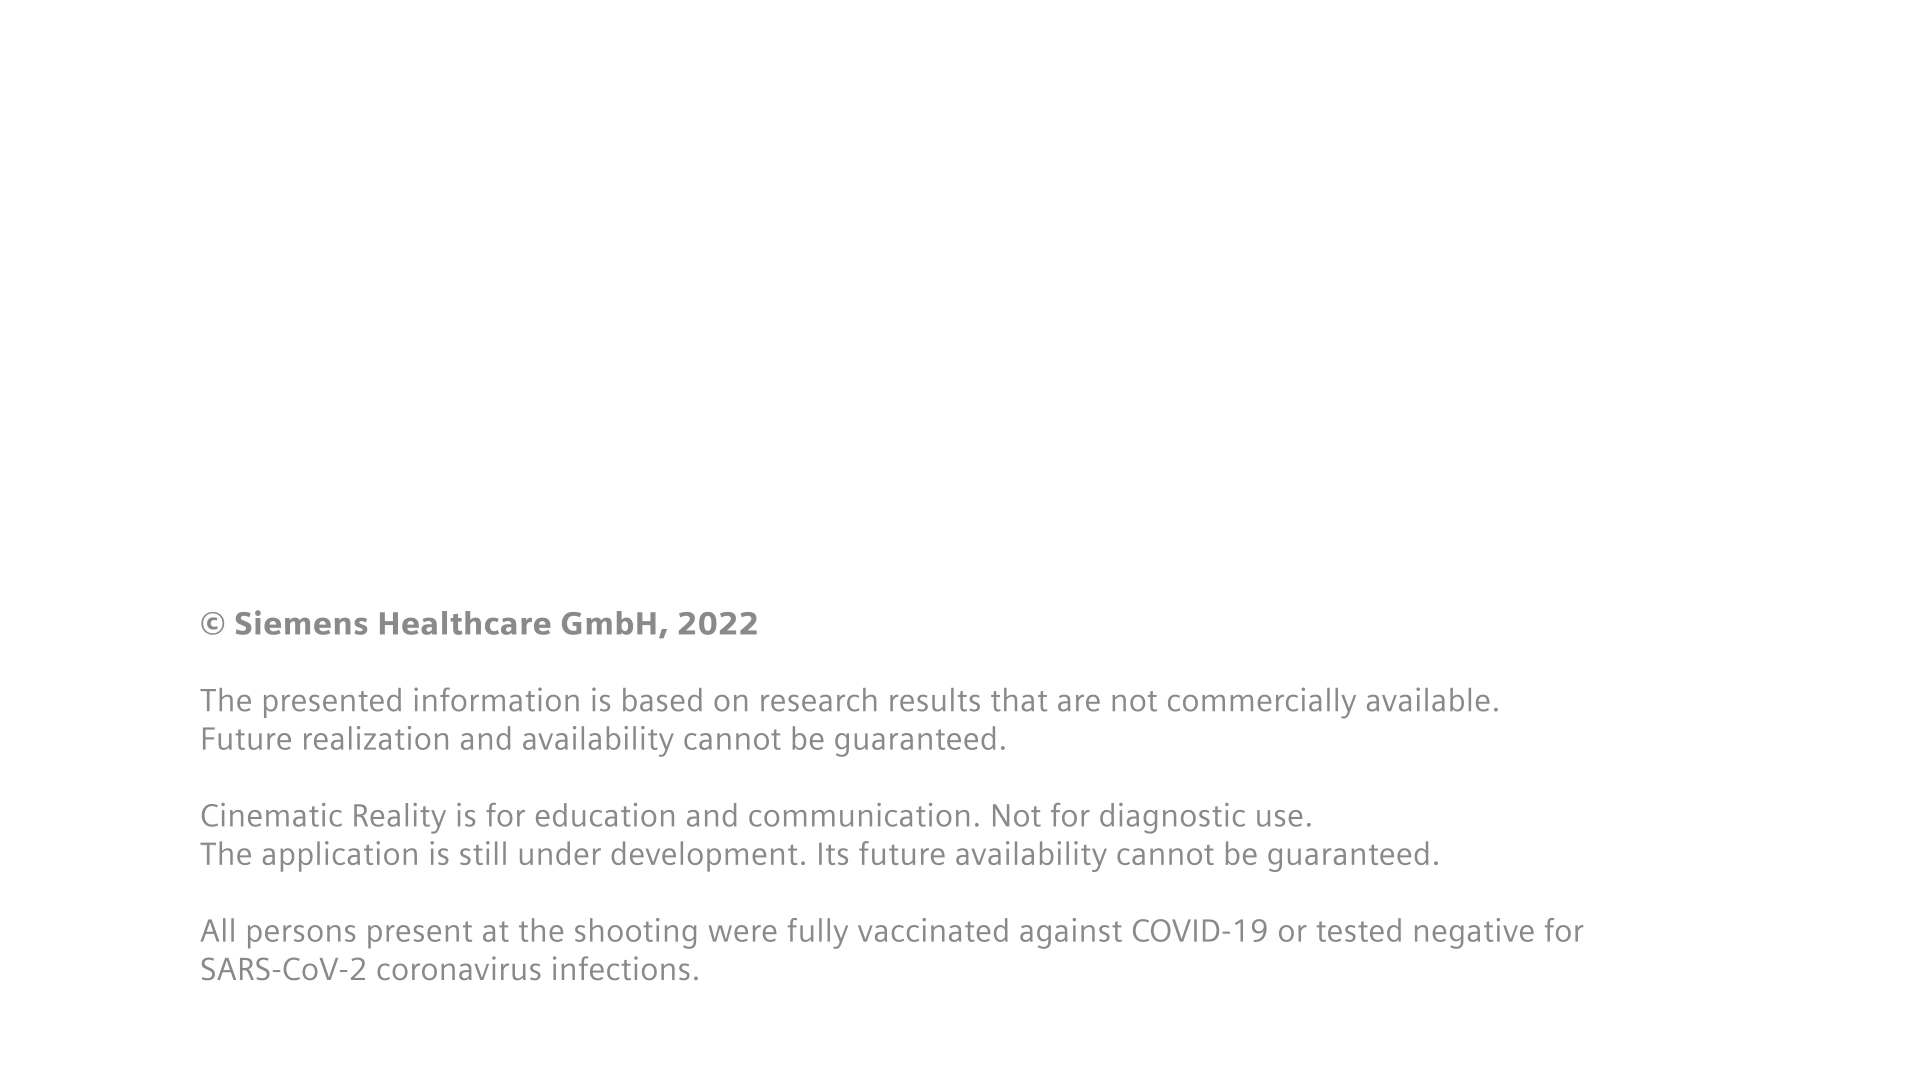 © Siemens Healthcare GmbH, 2022
The presented information is based on research results that are not commercially available.
Future realization and availability cannot be guaranteed.
Cinematic Reality is for education and communication. Not for diagnostic use.
The application is still under development. Its future availability cannot be guaranteed.
All persons present at the shooting were fully vaccinated against COVID-19 or tested negative for
SARS-CoV-2 coronavirus infections.